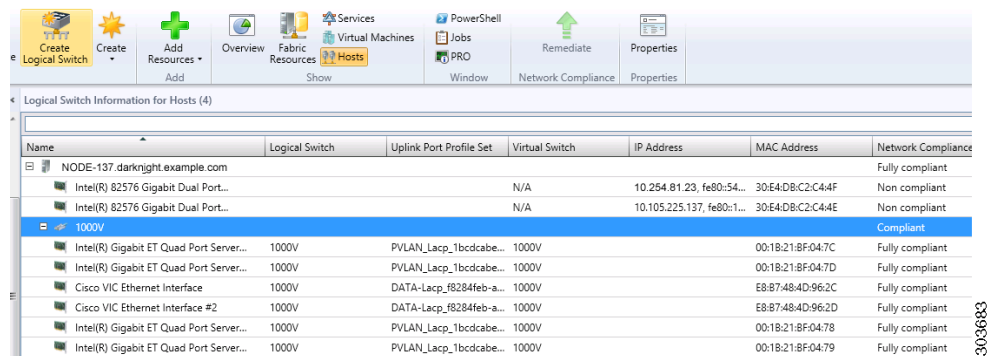 Services
PowerShell
Virtual Machines
Jobs
Hosts
PRO
e
Create Logical Switch
Create
Add Resources
Overview
Fabric Resources
Remediate
Properties
Add
Show
Window
Network Compliance
Properties
Logical Switch Information for Hosts (4)
Name Logical Switch Uplink Port Profile Set Virtual Switch IP Address MAC Address Network Compliance
NODE-137.darknight.example.com Fully compliant
Intel(R) 82576 Gigabit Dual Port... N/A 10.254.81.23, fe80::54... 30:E4:DB:C2:C4:4F Non compliant
Intel(R) 82576 Gigabit Dual Port... N/A 10.105.225.137, fe80::1... 30:E4:DB:C2:C4:4E Non compliant
1000V Compliant
Intel(R) Gigabit ET Quad Port Server... 1000V PVLAN_Lacp_1bcdcabe... 1000V 00:1B:21:BF:04:7C Fully compliant
Intel(R) Gigabit ET Quad Port Server... 1000V PVLAN_Lacp_1bcdcabe... 1000V 00:1B:21:BF:04:7D Fully compliant
Cisco VIC Ethernet Interface 1000V DATA-Lacp_f8284feb-a... 1000V E8:B7:48:4D:96:2C Fully compliant
Cisco VIC Ethernet Interface #2 1000V DATA-Lacp_f8284feb-a... 1000V E8:B7:48:4D:96:2D Fully compliant
Intel(R) Gigabit ET Quad Port Server... 1000V PVLAN_Lacp_1bcdcabe... 1000V 00:1B:21:BF:04:78 Fully compliant
Intel(R) Gigabit ET Quad Port Server... 1000V PVLAN_Lacp_1bcdcabe... 1000V 00:1B:21:BF:04:79 Fully compliant
303683